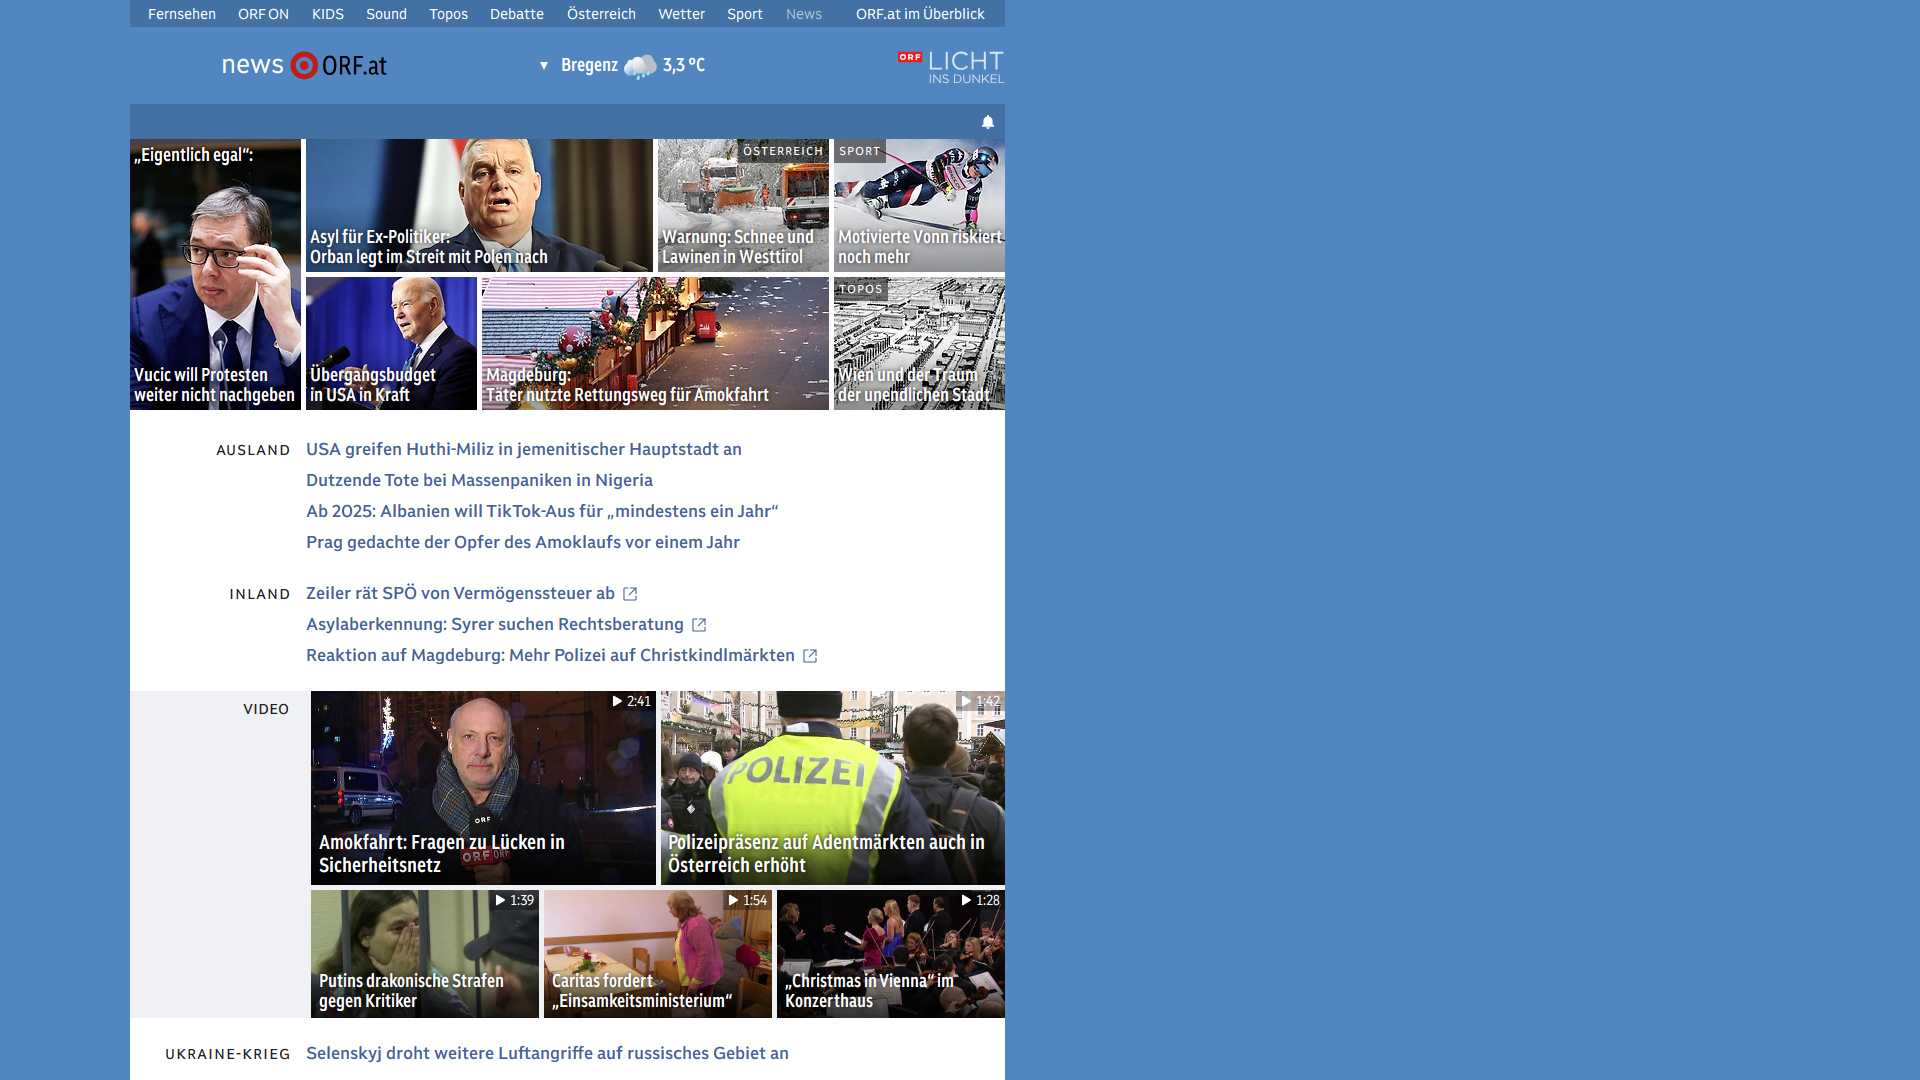 Fernsehen ORF ON KIDS Sound Topos Debatte Österreich Wetter Sport News ORF.at im Überblick
news ORF.at
Bregenz 3,3 °C
ORF LICHT
INS DUNKEL
„Eigentlich egal“:
Vucic will Protesten
weiter nicht nachgeben
Asyl für Ex-Politiker:
Orban legt im Streit mit Polen nach
ÖSTERREICH
Warnung: Schnee und
Lawinen in Westtirol
SPORT
Motivierte Vonn riskiert
noch mehr
Übergangsbudget
in USA in Kraft
Magdeburg:
Täter nutzte Rettungsweg für Amokfahrt
TOPOS
Wien und der Traum
der unendlichen Stadt
AUSLAND
USA greifen Huthi-Miliz in jemenitischer Hauptstadt an
Dutzende Tote bei Massenpaniken in Nigeria
Ab 2025: Albanien will TikTok-Aus für „mindestens ein Jahr“
Prag gedachte der Opfer des Amoklaufs vor einem Jahr
INLAND
Zeiler rät SPÖ von Vermögenssteuer ab
Asylaberkennung: Syrer suchen Rechtsberatung
Reaktion auf Magdeburg: Mehr Polizei auf Christkindlmärkten
VIDEO
2:41
ORF
ORF ORF
Amokfahrt: Fragen zu Lücken in
Sicherheitsnetz
1:42
POLIZEI
Polizeipräsenz auf Adentmärkten auch in
Österreich erhöht
1:39
Putins drakonische Strafen
gegen Kritiker
1:54
Caritas fordert
„Einsamkeitsministerium“
1:28
„Christmas in Vienna“ im
Konzerthaus
UKRAINE-KRIEG
Selenskyj droht weitere Luftangriffe auf russisches Gebiet an